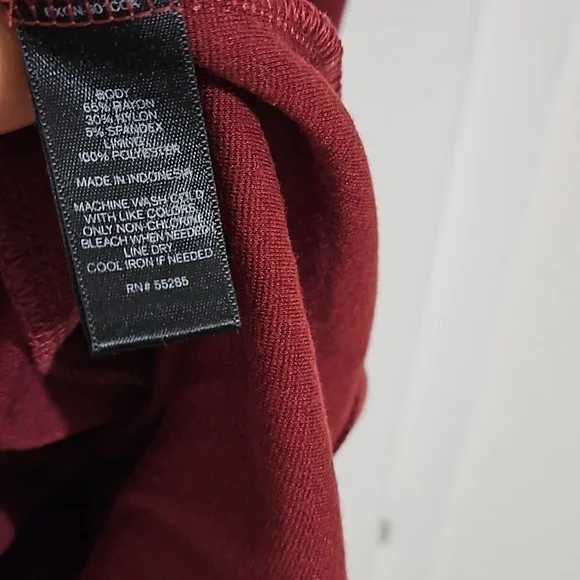 BODY
65% RAYON
30% NYLON
5% SPANDEX
LINING
100% POLYESTER
MADE IN INDONESIA
MACHINE WASH COLD
WITH LIKE COLORS
ONLY NON-CHLORINE
BLEACH WHEN NEEDED
LINE DRY
COOL IRON IF NEEDED
RN# 55285